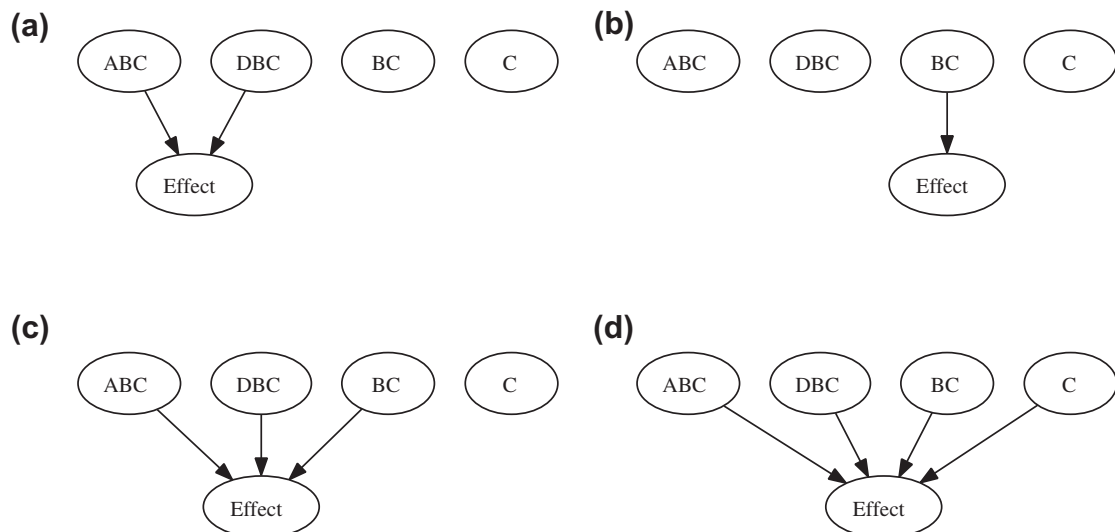 (a) ABC DBC BC C
Effect
(b) ABC DBC BC C
Effect
(c) ABC DBC BC C
Effect
(d) ABC DBC BC C
Effect